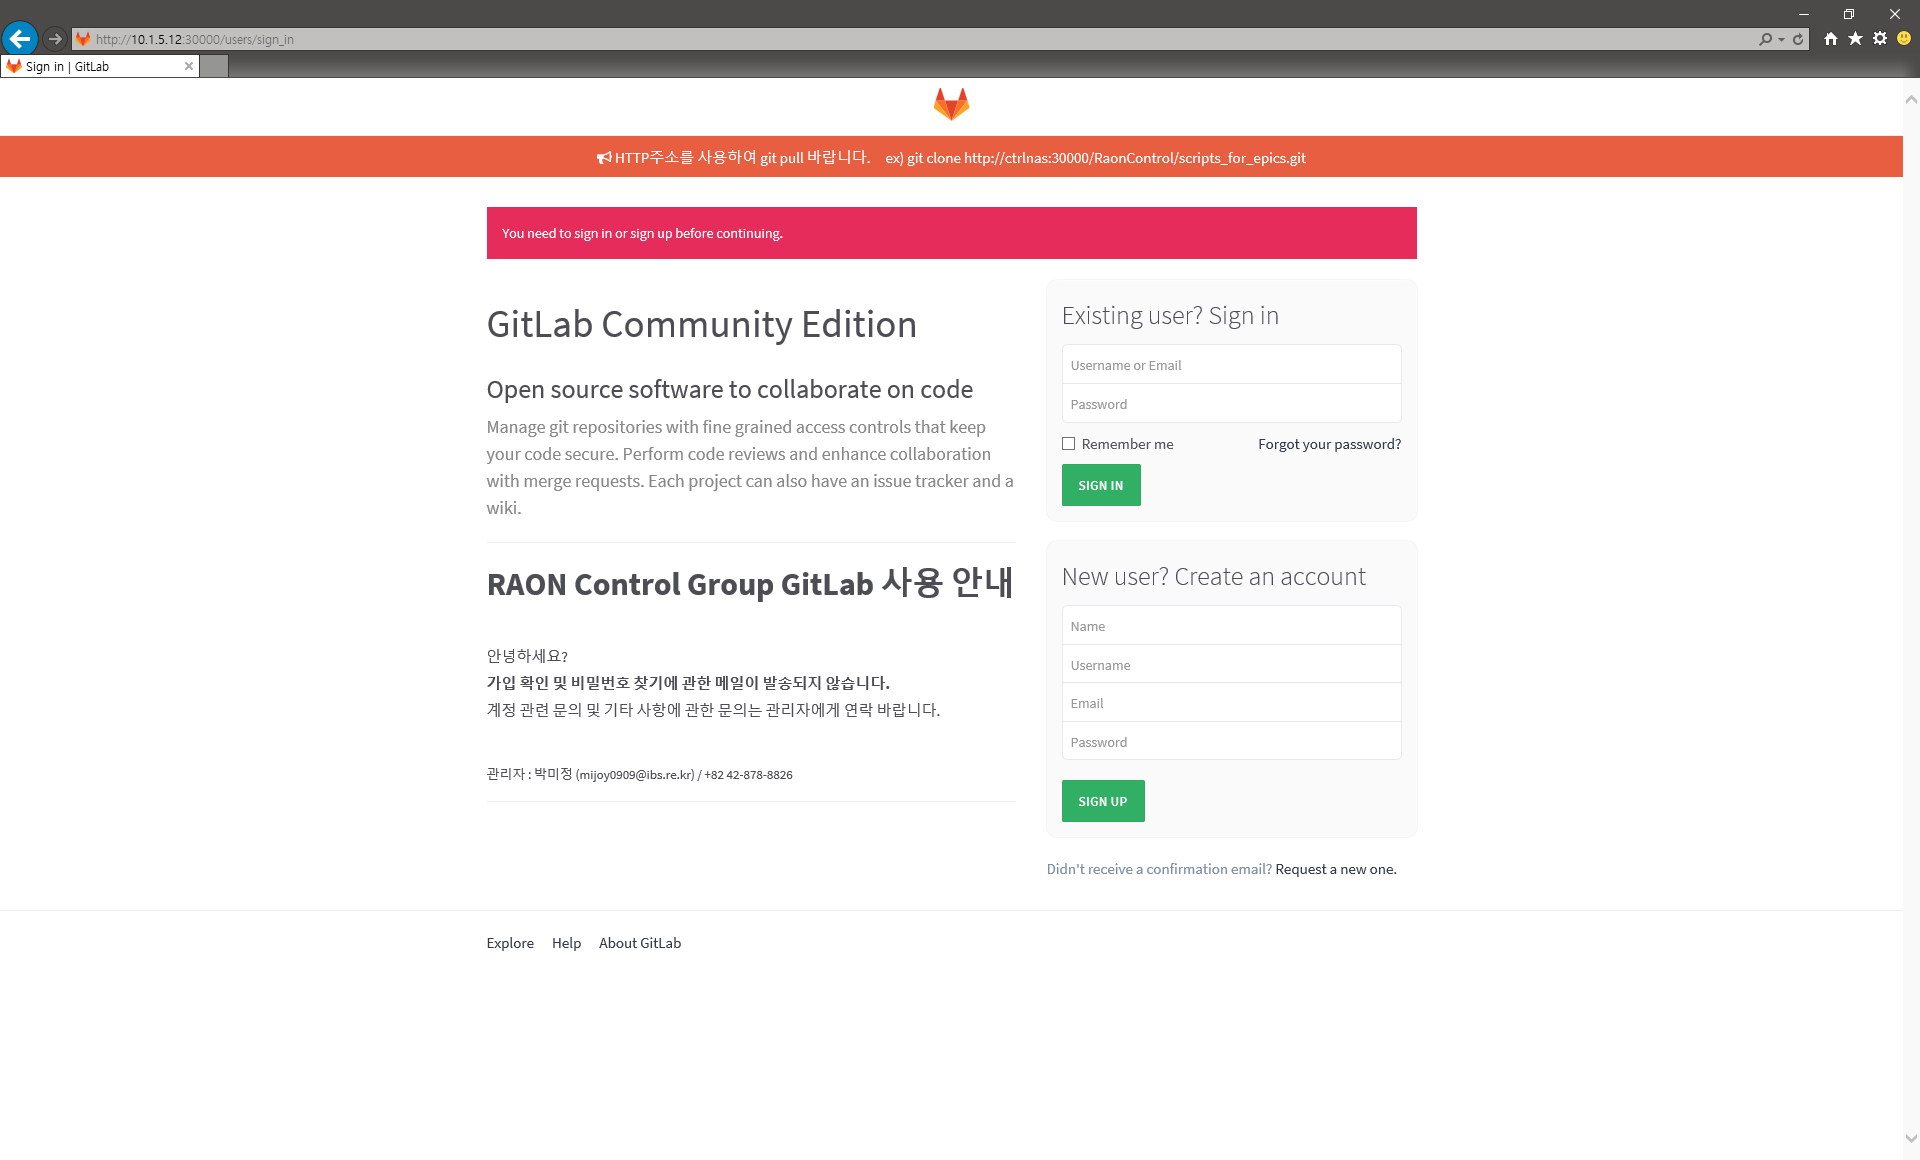 http://10.1.5.12:30000/users/sign_in
Sign in | GitLab
HTTP주소를 사용하여 git pull 바랍니다. ex) git clone http://ctrlnas:30000/RaonControl/scripts_for_epics.git
You need to sign in or sign up before continuing.
GitLab Community Edition
Open source software to collaborate on code
Manage git repositories with fine grained access controls that keep
your code secure. Perform code reviews and enhance collaboration
with merge requests. Each project can also have an issue tracker and a
wiki.
RAON Control Group GitLab 사용 안내
안녕하세요?
가입 확인 및 비밀번호 찾기에 관한 메일이 발송되지 않습니다.
계정 관련 문의 및 기타 사항에 관한 문의는 관리자에게 연락 바랍니다.
관리자 : 박미정 (mijoy0909@ibs.re.kr) / +82 42-878-8826
Existing user? Sign in
Username or Email
Password
Remember me
Forgot your password?
SIGN IN
New user? Create an account
Name
Username
Email
Password
SIGN UP
Didn't receive a confirmation email? Request a new one.
Explore
Help
About GitLab